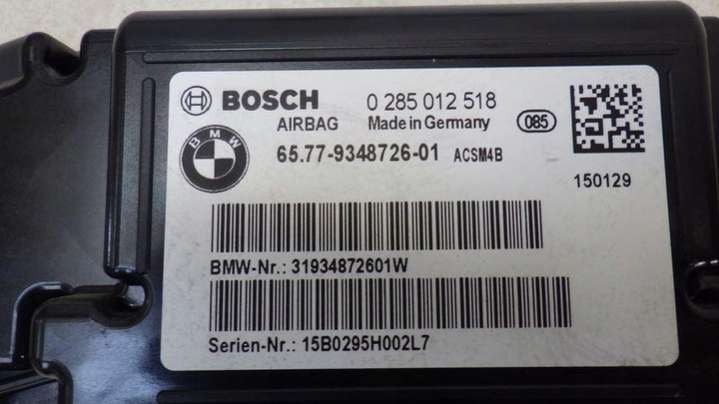 BOSCH 0 285 012 518
AIRBAG Made in Germany 085
BMW 65.77-9348726-01 ACSM4B
150129
BMW-Nr.: 31934872601W
Serien-Nr.: 15B0295H002L7